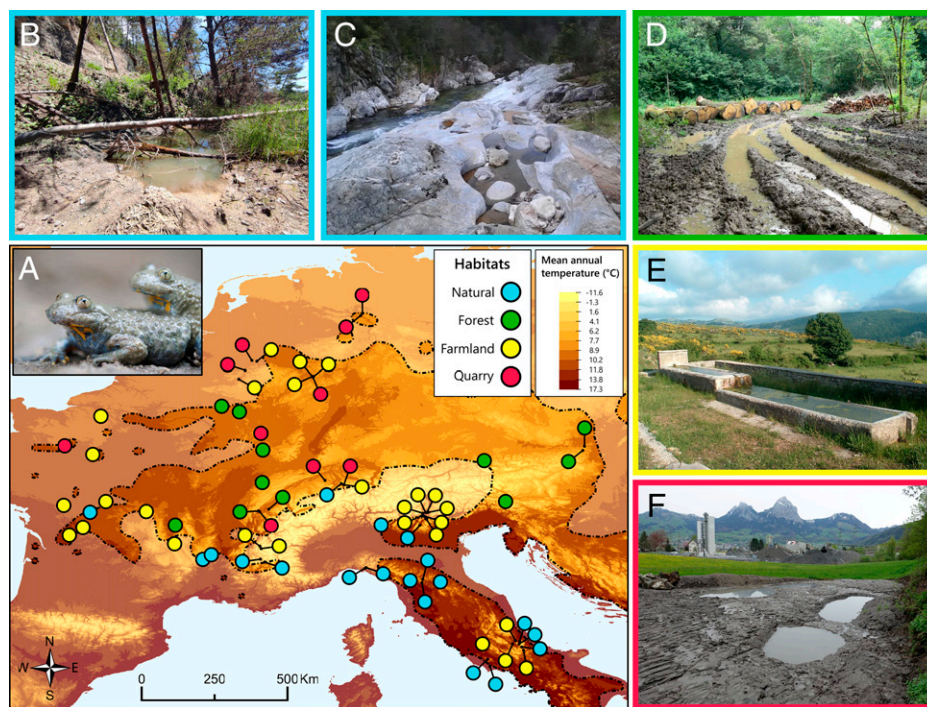 B
C
D
A
Habitats
Natural
Forest
Farmland
Quarry
Mean annual
temperature (°C)
-11.6
-1.3
1.6
4.1
6.2
7.7
8.9
10.2
11.8
13.8
17.3
E
F
N
W
E
S
0
250
500 Km